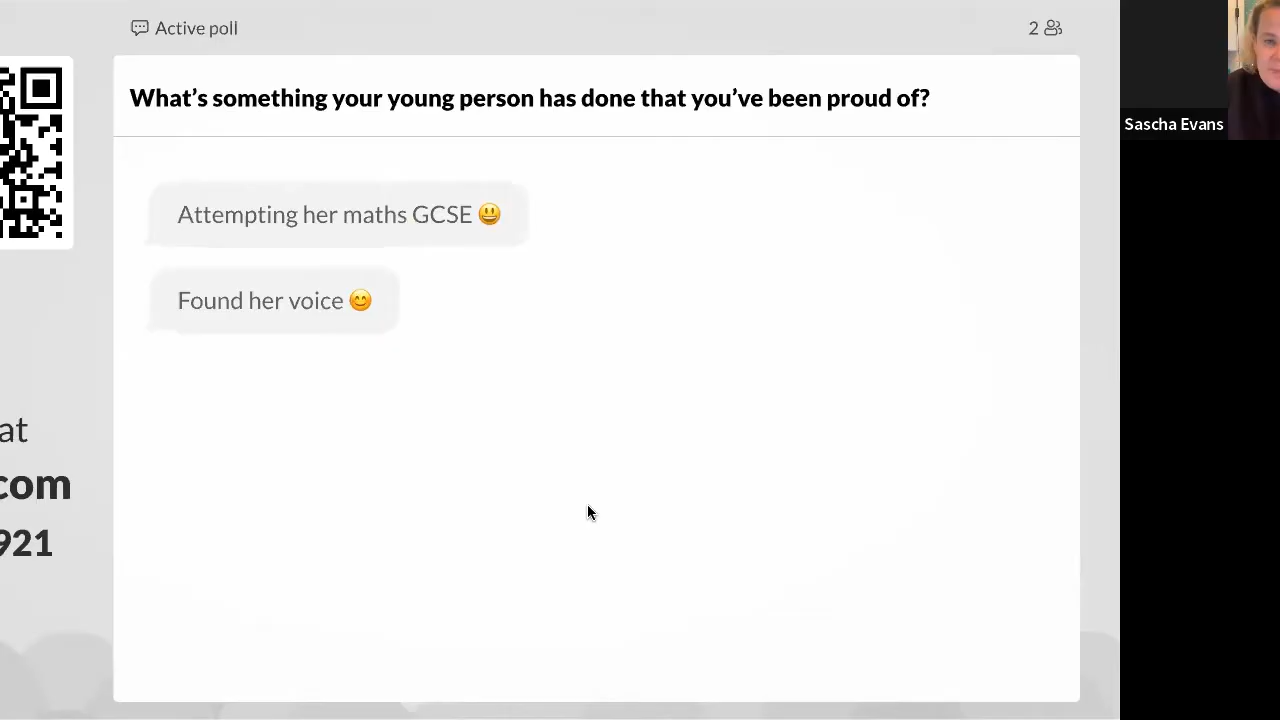 Active poll
2
What’s something your young person has done that you’ve been proud of?
Sascha Evans
Attempting her maths GCSE 😃
Found her voice 😊
at
com
921